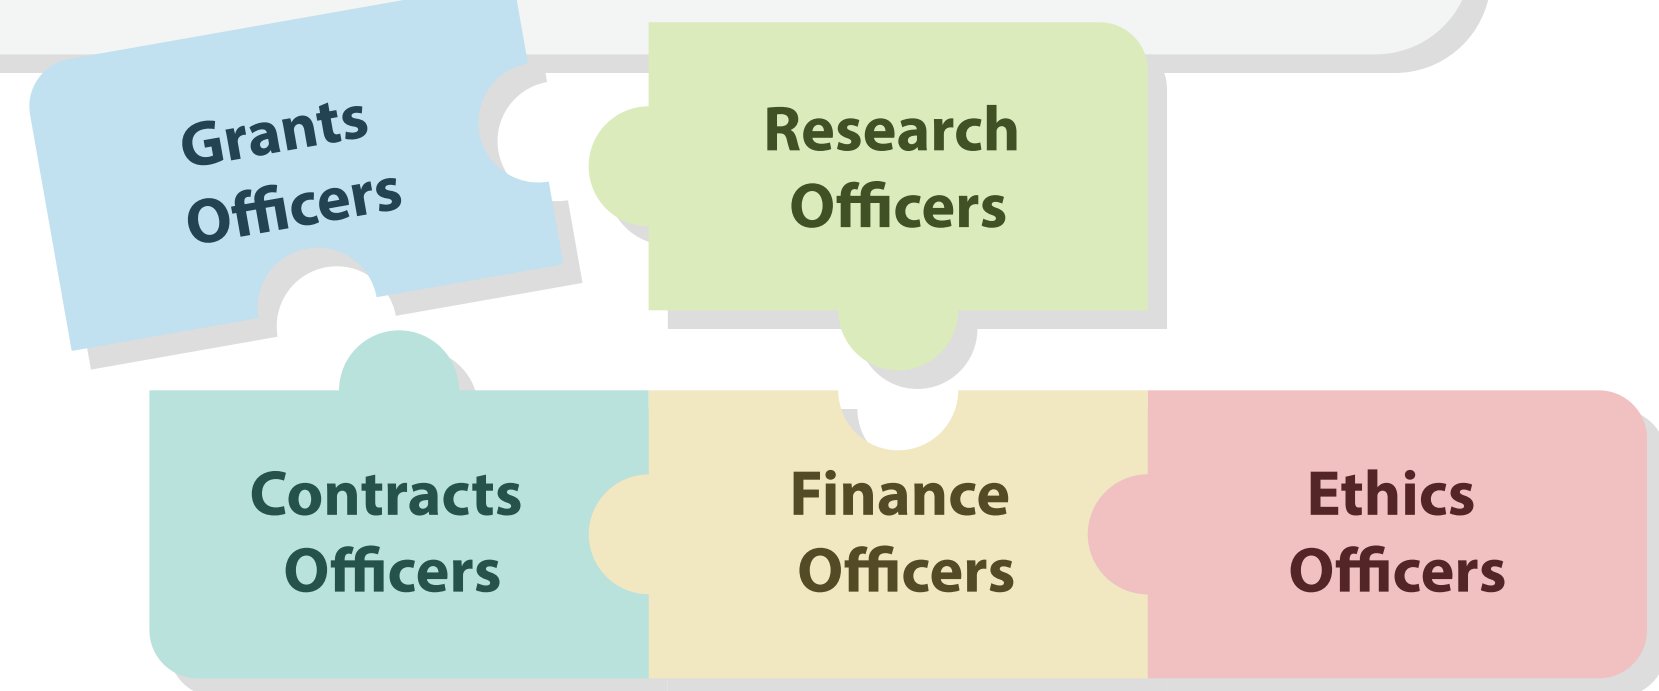 Grants
Officers
Research
Officers
Contracts
Officers
Finance
Officers
Ethics
Officers